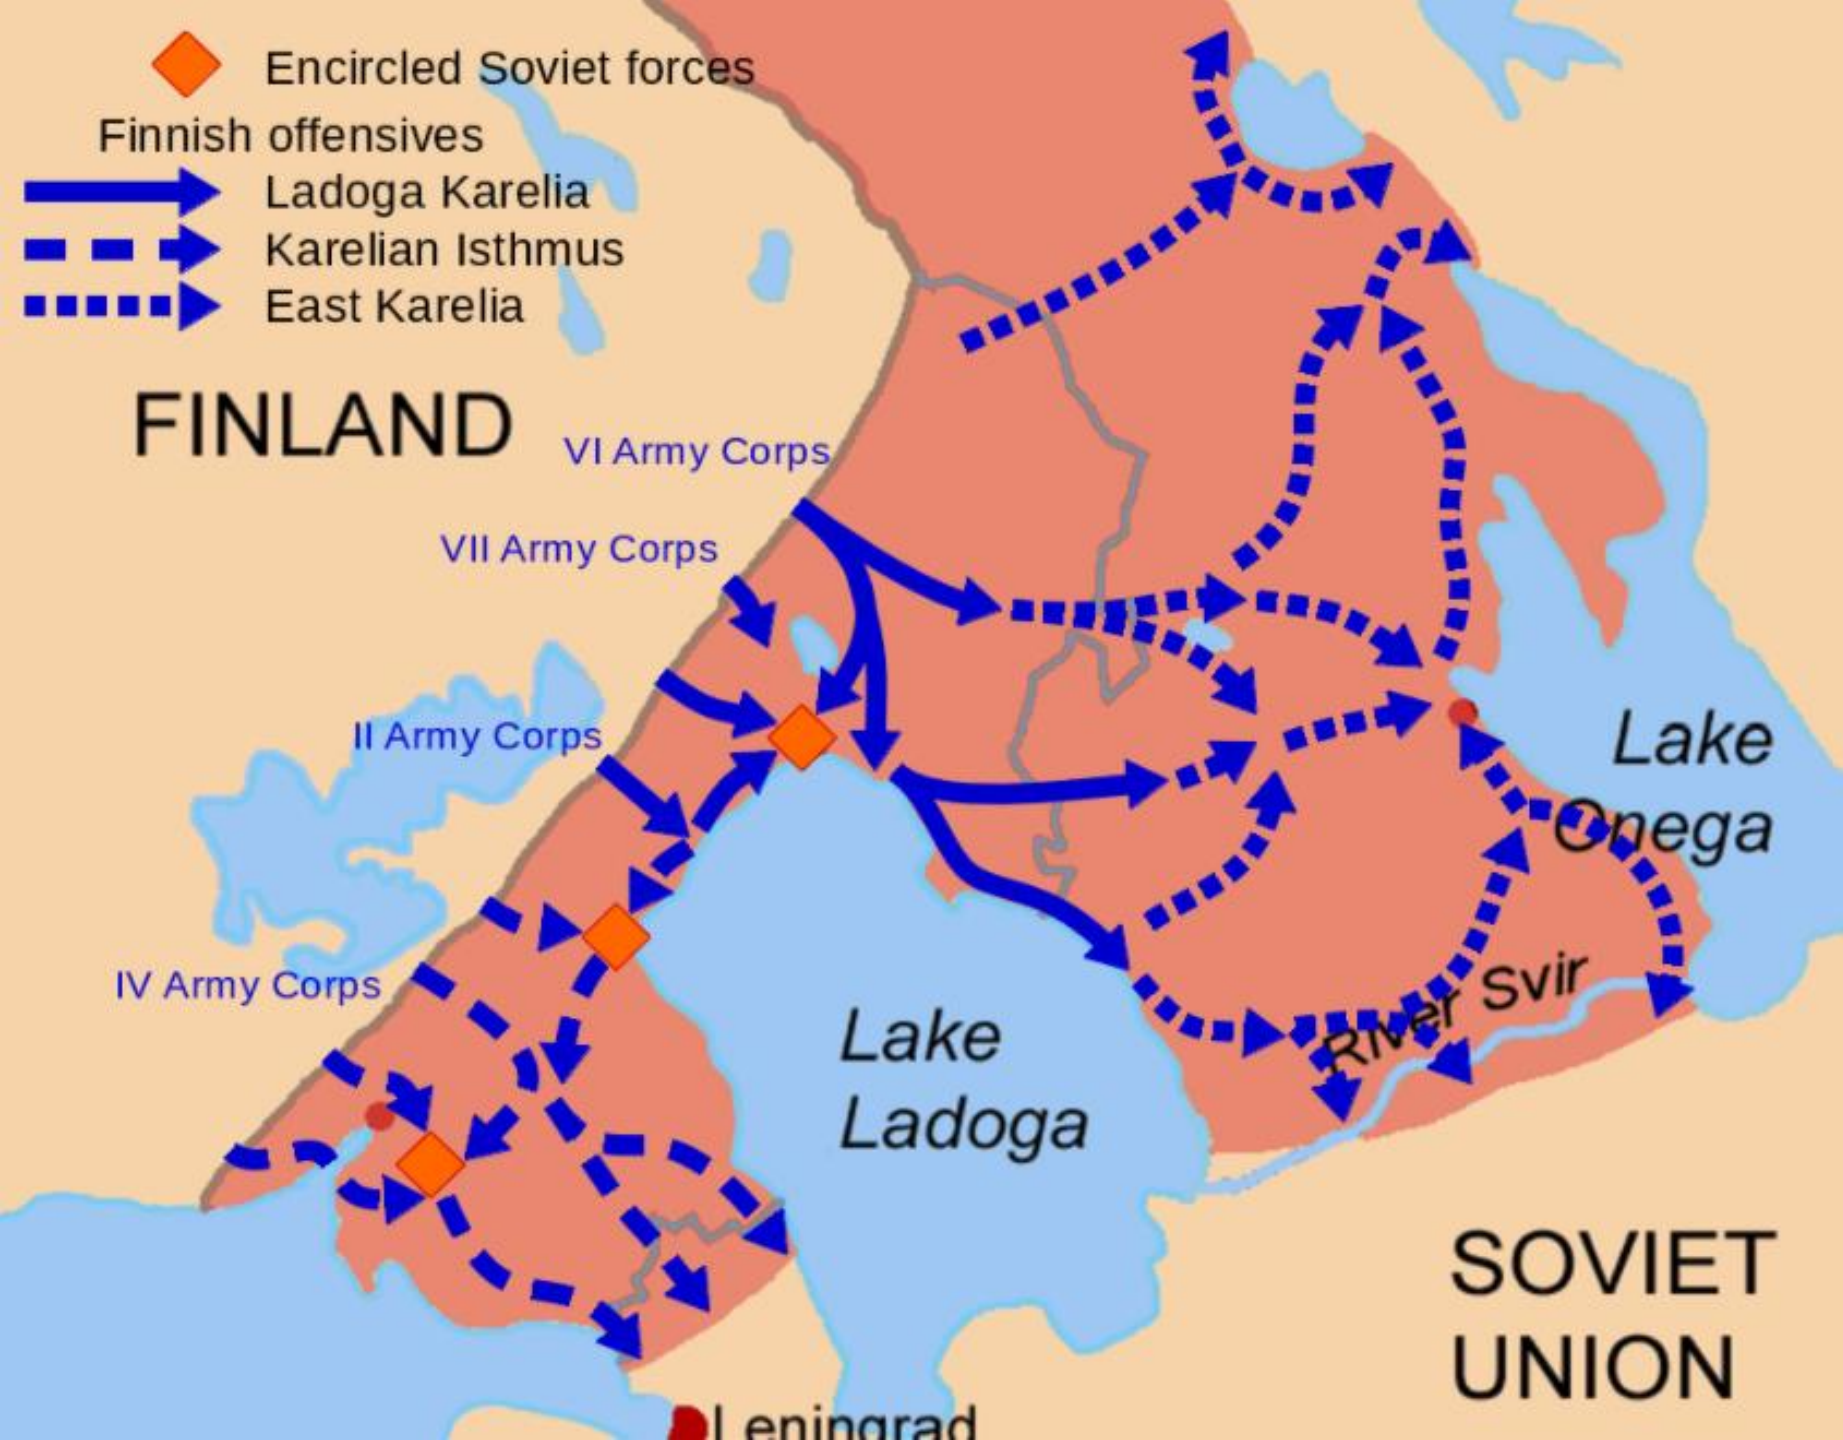 Encircled Soviet forces
Finnish offensives
Ladoga Karelia
Karelian Isthmus
East Karelia
FINLAND
VI Army Corps
VII Army Corps
II Army Corps
IV Army Corps
Lake
Onega
River Svir
Lake
Ladoga
SOVIET
UNION
Leningrad